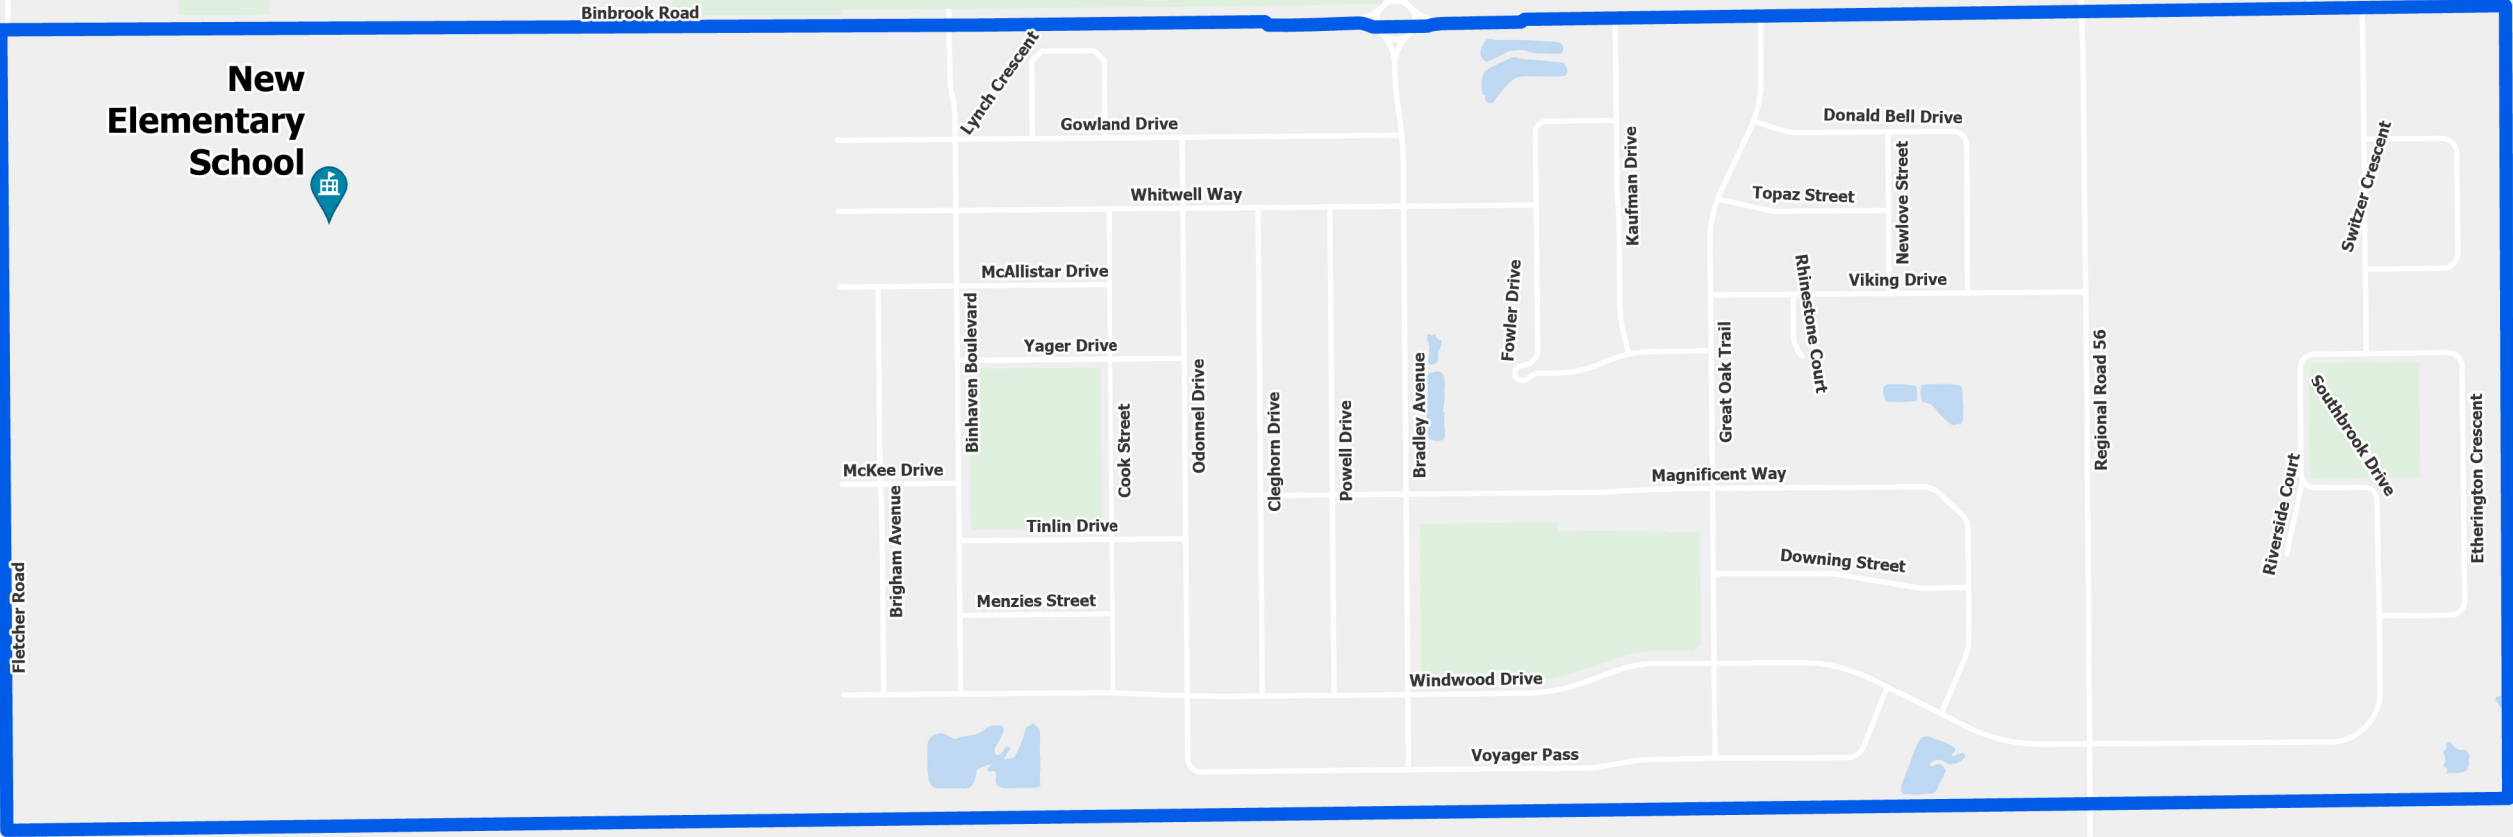 Binbrook Road
New
Elementary
School
Lynch Crescent
Gowland Drive
Donald Bell Drive
Kaufman Drive
Newlove Street
Switzer Crescent
Whitwell Way
Topaz Street
McAllistar Drive
Viking Drive
Rhinestone Court
Fowler Drive
Binhaven Boulevard
Yager Drive
Great Oak Trail
Regional Road 56
Odonnel Drive
Bradley Avenue
Cleghorn Drive
Powell Drive
Cook Street
Southbrook Drive
Etherington Crescent
McKee Drive
Magnificent Way
Riverside Court
Brigham Avenue
Tinlin Drive
Downing Street
Fletcher Road
Menzies Street
Windwood Drive
Voyager Pass